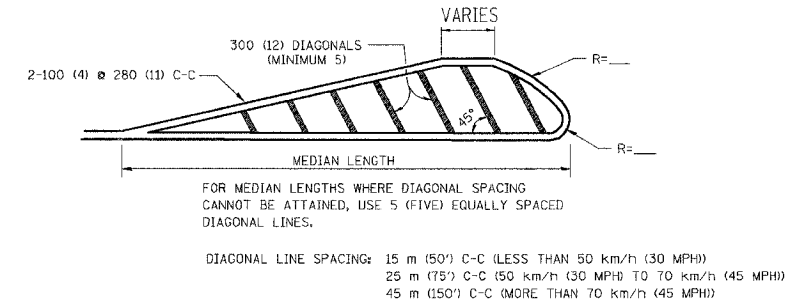 VARIES
300 (12) DIAGONALS
(MINIMUM 5)
R=___
2-100 (4) @ 280 (11) C-C
45°
R=___
MEDIAN LENGTH
FOR MEDIAN LENGTHS WHERE DIAGONAL SPACING
CANNOT BE ATTAINED, USE 5 (FIVE) EQUALLY SPACED
DIAGONAL LINES.
DIAGONAL LINE SPACING: 15 m (50') C-C (LESS THAN 50 km/h (30 MPH))
25 m (75') C-C (50 km/h (30 MPH) TO 70 km/h (45 MPH))
45 m (150') C-C (MORE THAN 70 km/h (45 MPH))